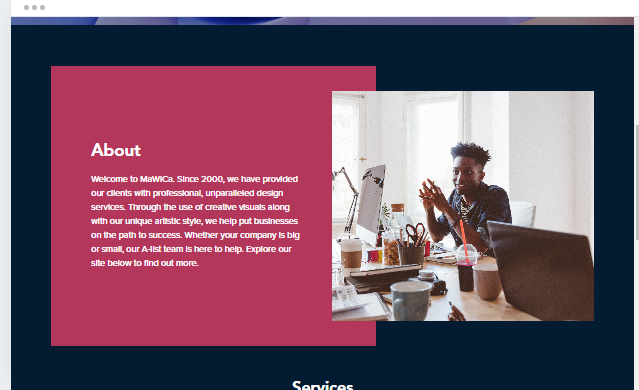 About
Welcome to MaWiCa. Since 2000, we have provided
our clients with professional, unparalleled design
services. Through the use of creative visuals along
with our unique artistic style, we help put businesses
on the path to success. Whether your company is big
or small, our A-list team is here to help. Explore our
site below to find out more.
Services